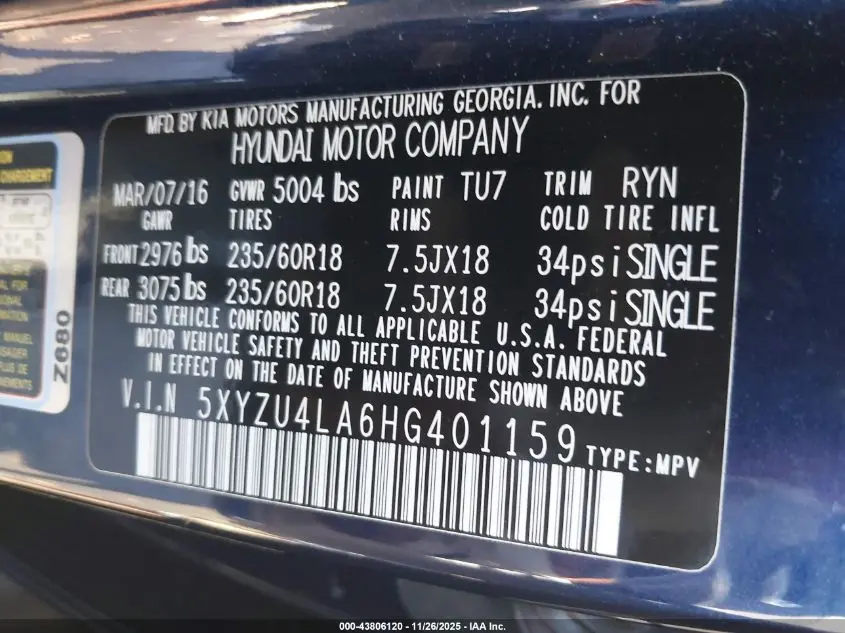 MFD. BY KIA MOTORS MANUFACTURING GEORGIA. INC. FOR
HYUNDAI MOTOR COMPANY
MAR/07/16 GVWR 5004 lbs PAINT TU7 TRIM RYN
GAWR TIRES RIMS COLD TIRE INFL
FRONT 2976 lbs 235/60R18 7.5JX18 34psi SINGLE
REAR 3075 lbs 235/60R18 7.5JX18 34psi SINGLE
THIS VEHICLE CONFORMS TO ALL APPLICABLE U.S.A. FEDERAL
MOTOR VEHICLE SAFETY AND THEFT PREVENTION STANDARDS
IN EFFECT ON THE DATE OF MANUFACTURE SHOWN ABOVE
V.I.N 5XYZU4LA6HG401159 TYPE:MPV
CHARGEMENT
MANUEL
PLUS DE
Z680
000-43806120 - 11/26/2025 - IAA Inc.